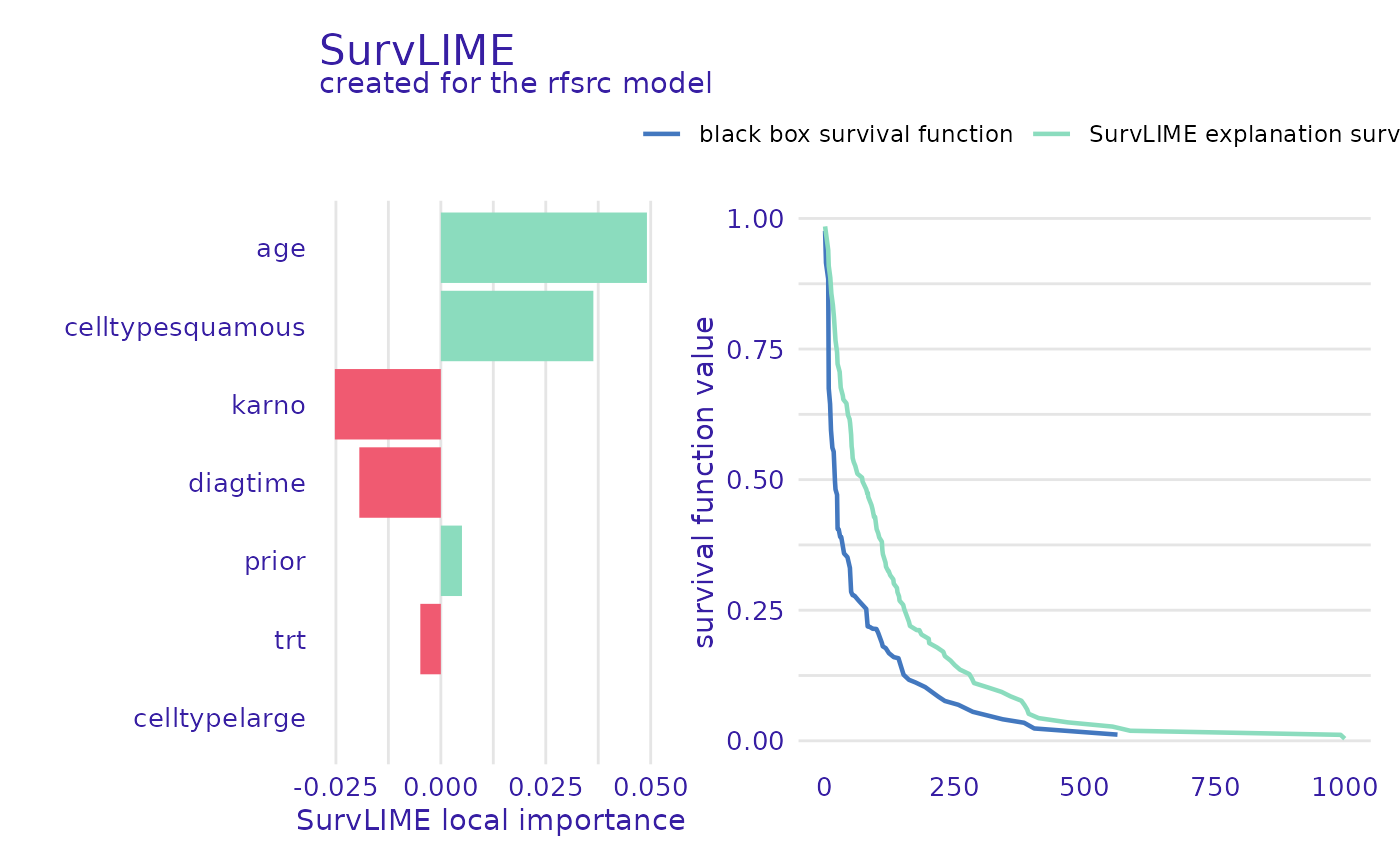 SurvLIME
created for the rfsrc model
black box survival function
SurvLIME explanation surv
age
celltypesquamous
karno
diagtime
prior
trt
celltypelarge
-0.025 0.000 0.025 0.050
SurvLIME local importance
survival function value
1.00
0.75
0.50
0.25
0.00
0 250 500 750 1000